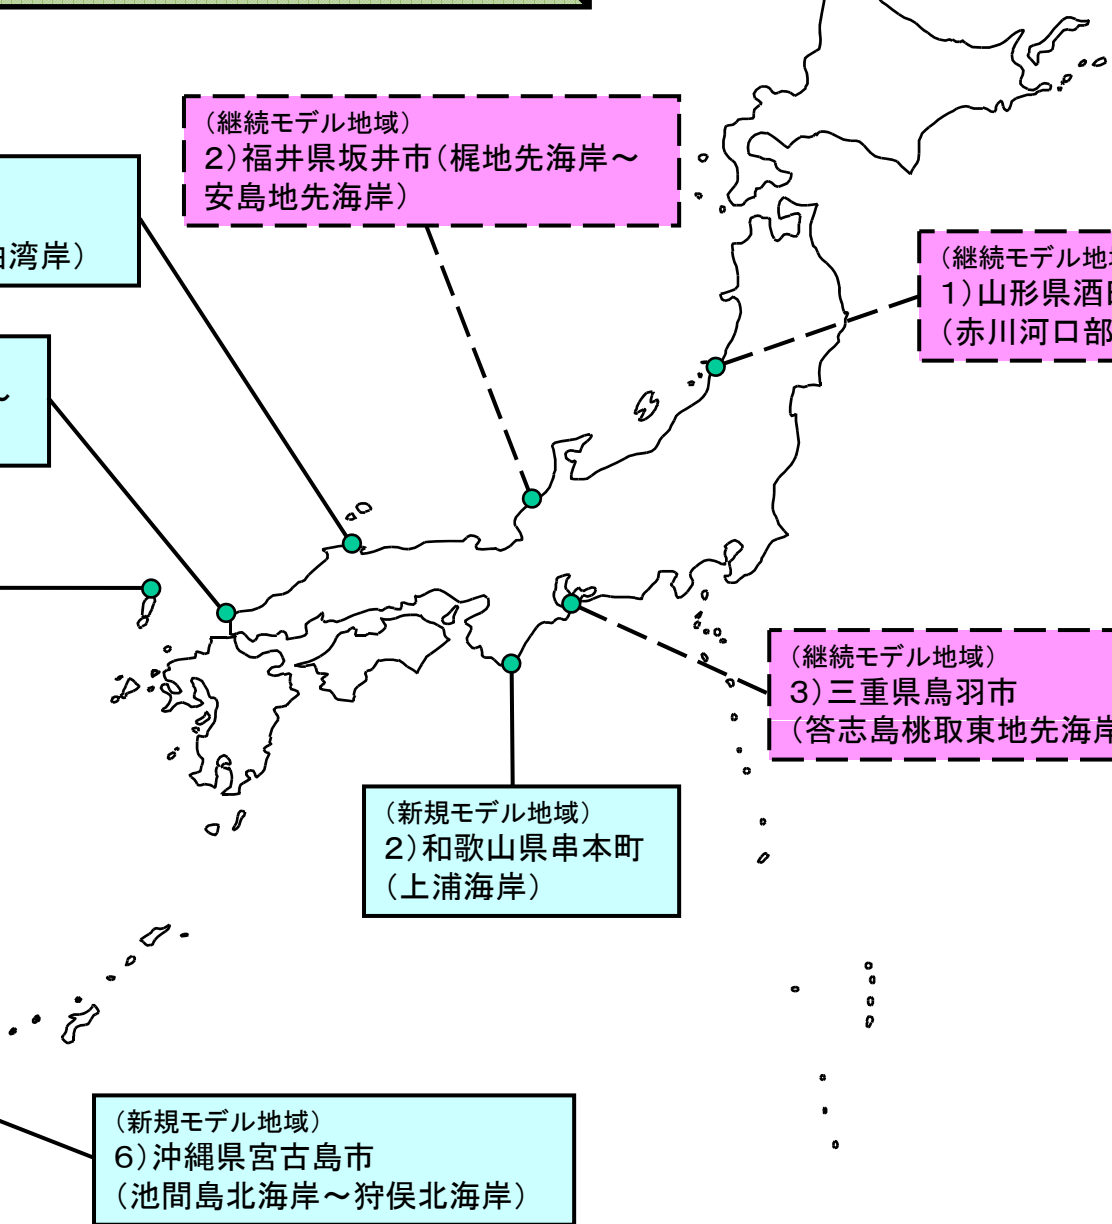 （継続モデル地域）
２）福井県坂井市（梶地先海岸～
安島地先海岸）
湾岸）
（継続モデル地
１）山形県酒
（赤川河口部
～
（継続モデル地域）
３）三重県鳥羽市
（答志島桃取東地先海岸
（新規モデル地域）
２）和歌山県串本町
（上浦海岸）
（新規モデル地域）
６）沖縄県宮古島市
（池間島北海岸～狩俣北海岸）